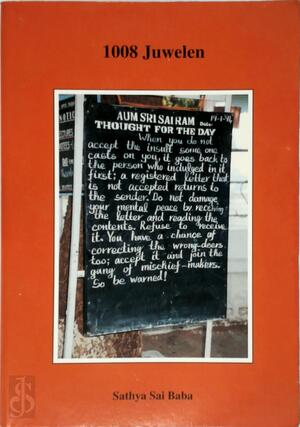 1008 Juwelen
NOTIC
AUM SRI SAI RAM
Date:
THOUGHT FOR THE DAY
When you do not
accept the insult some one
casts on you, it goes back to
the person who indulged in it
first; a registered letter that
is not accepted returns to
the sender. Do not damage
your mental peace by receiving
the letter and reading the
contents. Refuse to receive
it. You have a chance of
correcting the wrong-doers
too; accept it and join the
gang of mischief-makers.
So be warned!
Sathya Sai Baba